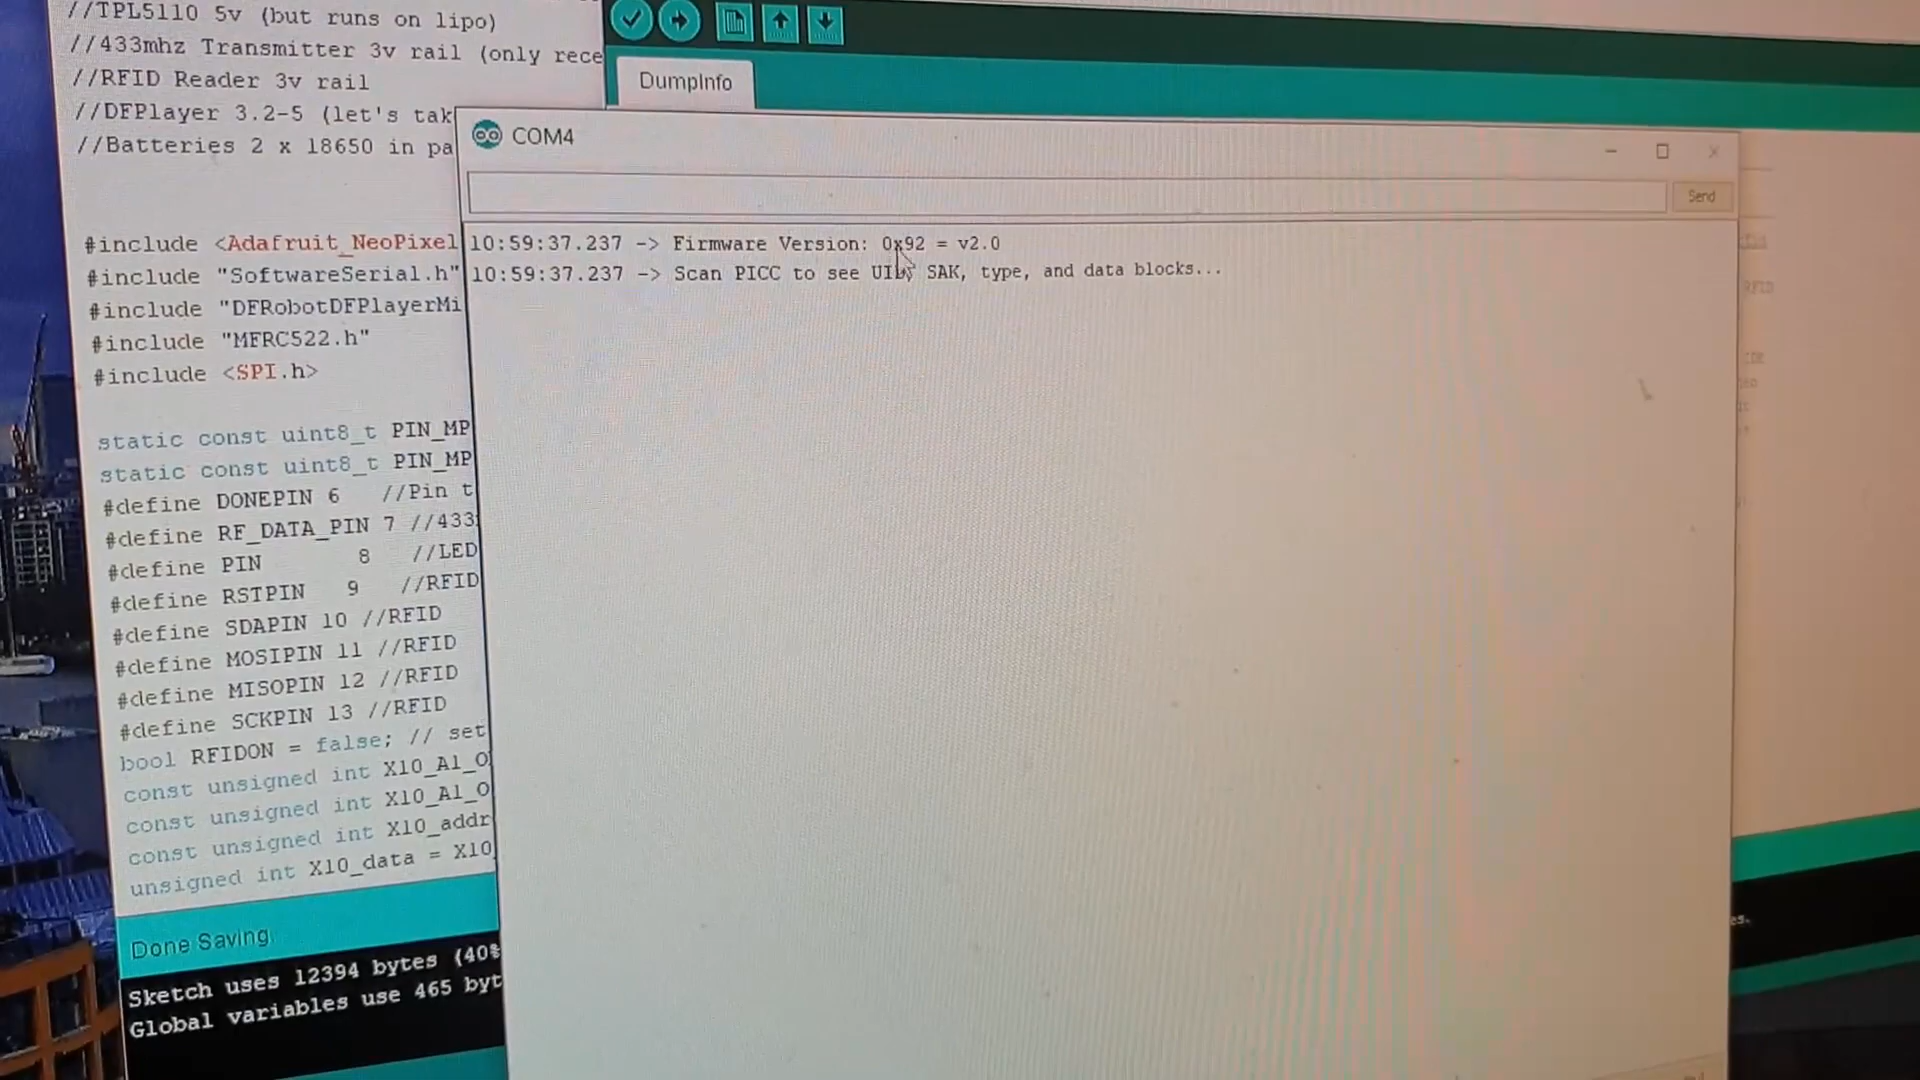 //TPL5110 5v (but runs on lipo)
//433mhz Transmitter 3v rail (only rece
//RFID Reader 3v rail
//DFPlayer 3.2-5 (let's tak
//Batteries 2 x 18650 in pa
#include <Adafruit_NeoPixel
#include "SoftwareSerial.h"
#include "DFRobotDFPlayerMi
#include "MFRC522.h"
#include <SPI.h>
static const uint8_t PIN_MP
static const uint8_t PIN_MP
#define DONEPIN 6 //Pin t
#define RF_DATA_PIN 7 //433
#define PIN 8 //LED
#define RSTPIN 9 //RFID
#define SDAPIN 10 //RFID
#define MOSIPIN 11 //RFID
#define MISOPIN 12 //RFID
#define SCKPIN 13 //RFID
bool RFIDON = false; // set
const unsigned int X10_A1_O
const unsigned int X10_A1_O
const unsigned int X10_addr
unsigned int X10_data = X10
Done Saving
Sketch uses 12394 bytes (40%
Global variables use 465 byt
DumpInfo
COM4
Send
10:59:37.237 -> Firmware Version: 0x92 = v2.0
10:59:37.237 -> Scan PICC to see UID, SAK, type, and data blocks...